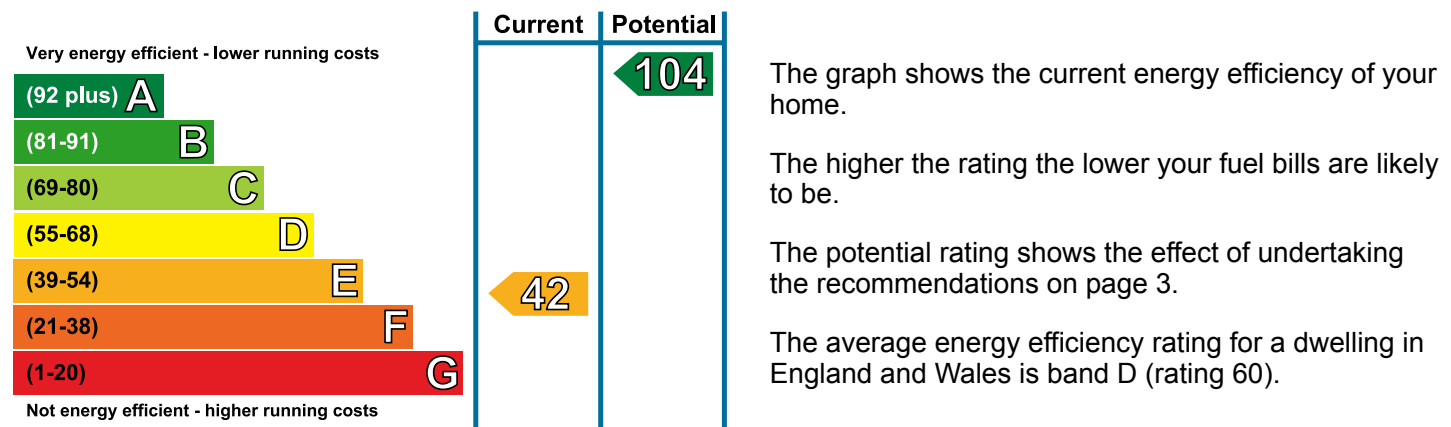 Current Potential
Very energy efficient - lower running costs
(92 plus) A
104
(81-91) B
(69-80) C
(55-68) D
(39-54) E
42
(21-38) F
(1-20) G
Not energy efficient - higher running costs
The graph shows the current energy efficiency of your
home.
The higher the rating the lower your fuel bills are likely
to be.
The potential rating shows the effect of undertaking
the recommendations on page 3.
The average energy efficiency rating for a dwelling in
England and Wales is band D (rating 60).